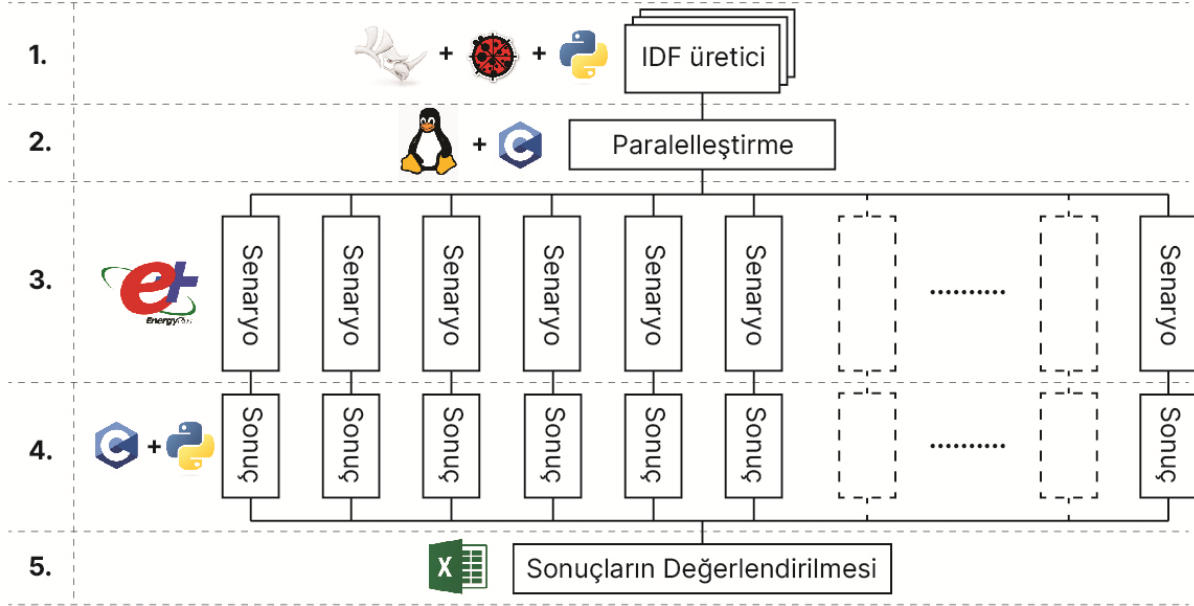 1.
+
+
IDF üretici
2.
+
C
Paralelleştirme
3.
e+
EnergyPlus
Senaryo
Senaryo
Senaryo
Senaryo
Senaryo
Senaryo
..........
Senaryo
4.
C
+
Sonuç
Sonuç
Sonuç
Sonuç
Sonuç
Sonuç
..........
Sonuç
5.
X
Sonuçların Değerlendirilmesi